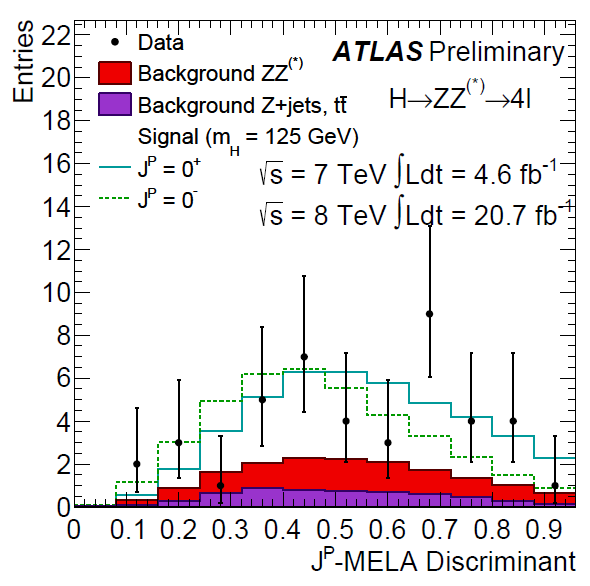 Entries
22
20
18
16
14
12
10
8
6
4
2
0
Data
Background ZZ(*)
Background Z+jets, tt̄
Signal (mH = 125 GeV)
JP = 0+
JP = 0-
ATLAS Preliminary
H→ZZ(*)→4l
√s = 7 TeV ∫Ldt = 4.6 fb-1
√s = 8 TeV ∫Ldt = 20.7 fb-1
0 0.1 0.2 0.3 0.4 0.5 0.6 0.7 0.8 0.9
JP-MELA Discriminant